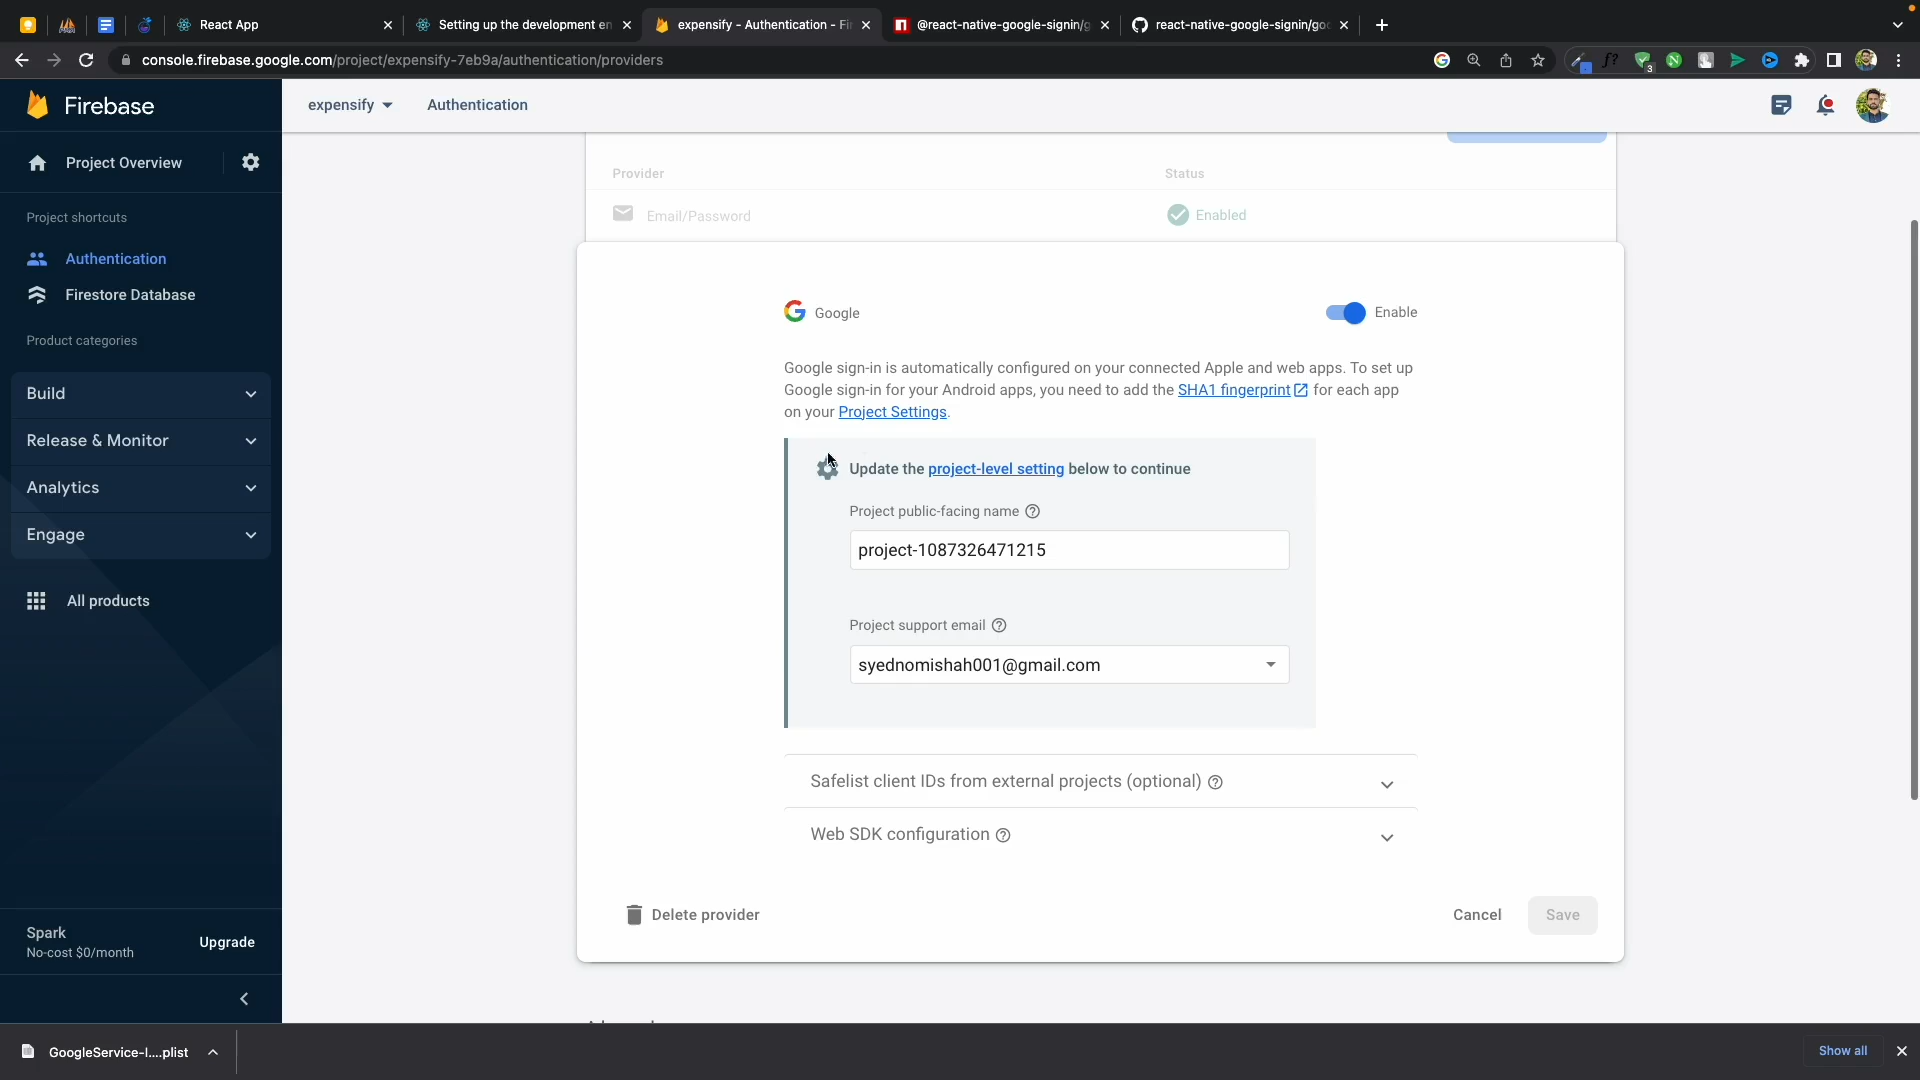 React App
Setting up the development en
expensify - Authentication - Fi
@react-native-google-signin/g
react-native-google-signin/goo
console.firebase.google.com/project/expensify-7eb9a/authentication/providers
3
Firebase
expensify
Authentication
Project Overview
Project shortcuts
Authentication
Firestore Database
Product categories
Build
Release & Monitor
Analytics
Engage
All products
Spark
No-cost $0/month
Upgrade
Provider
Status
Email/Password
Enabled
Google
Enable
Google sign-in is automatically configured on your connected Apple and web apps. To set up
Google sign-in for your Android apps, you need to add the SHA1 fingerprint for each app
on your Project Settings.
Update the project-level setting below to continue
Project public-facing name
project-1087326471215
Project support email
syednomishah001@gmail.com
Safelist client IDs from external projects (optional)
Web SDK configuration
Delete provider
Cancel
Save
GoogleService-I....plist
Show all